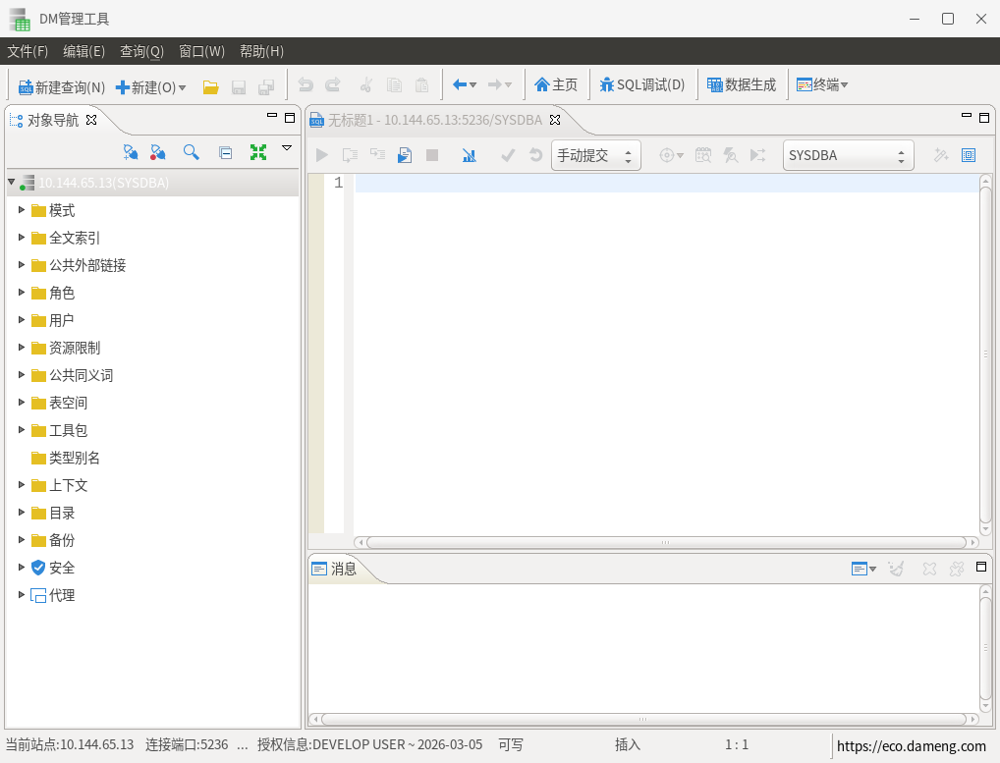 DM管理工具
文件(F) 编辑(E) 查询(Q) 窗口(W) 帮助(H)
新建查询(N) 新建(O) 主页 SQL调试(D) 数据生成 终端
对象导航
无标题1 - 10.144.65.13:5236/SYSDBA
手动提交 SYSDBA
10.144.65.13(SYSDBA)
1
模式
全文索引
公共外部链接
角色
用户
资源限制
公共同义词
表空间
工具包
类型别名
上下文
目录
备份
安全
代理
消息
当前站点:10.144.65.13 连接端口:5236 ... 授权信息:DEVELOP USER ~ 2026-03-05 可写 插入 1 : 1 https://eco.dameng.com